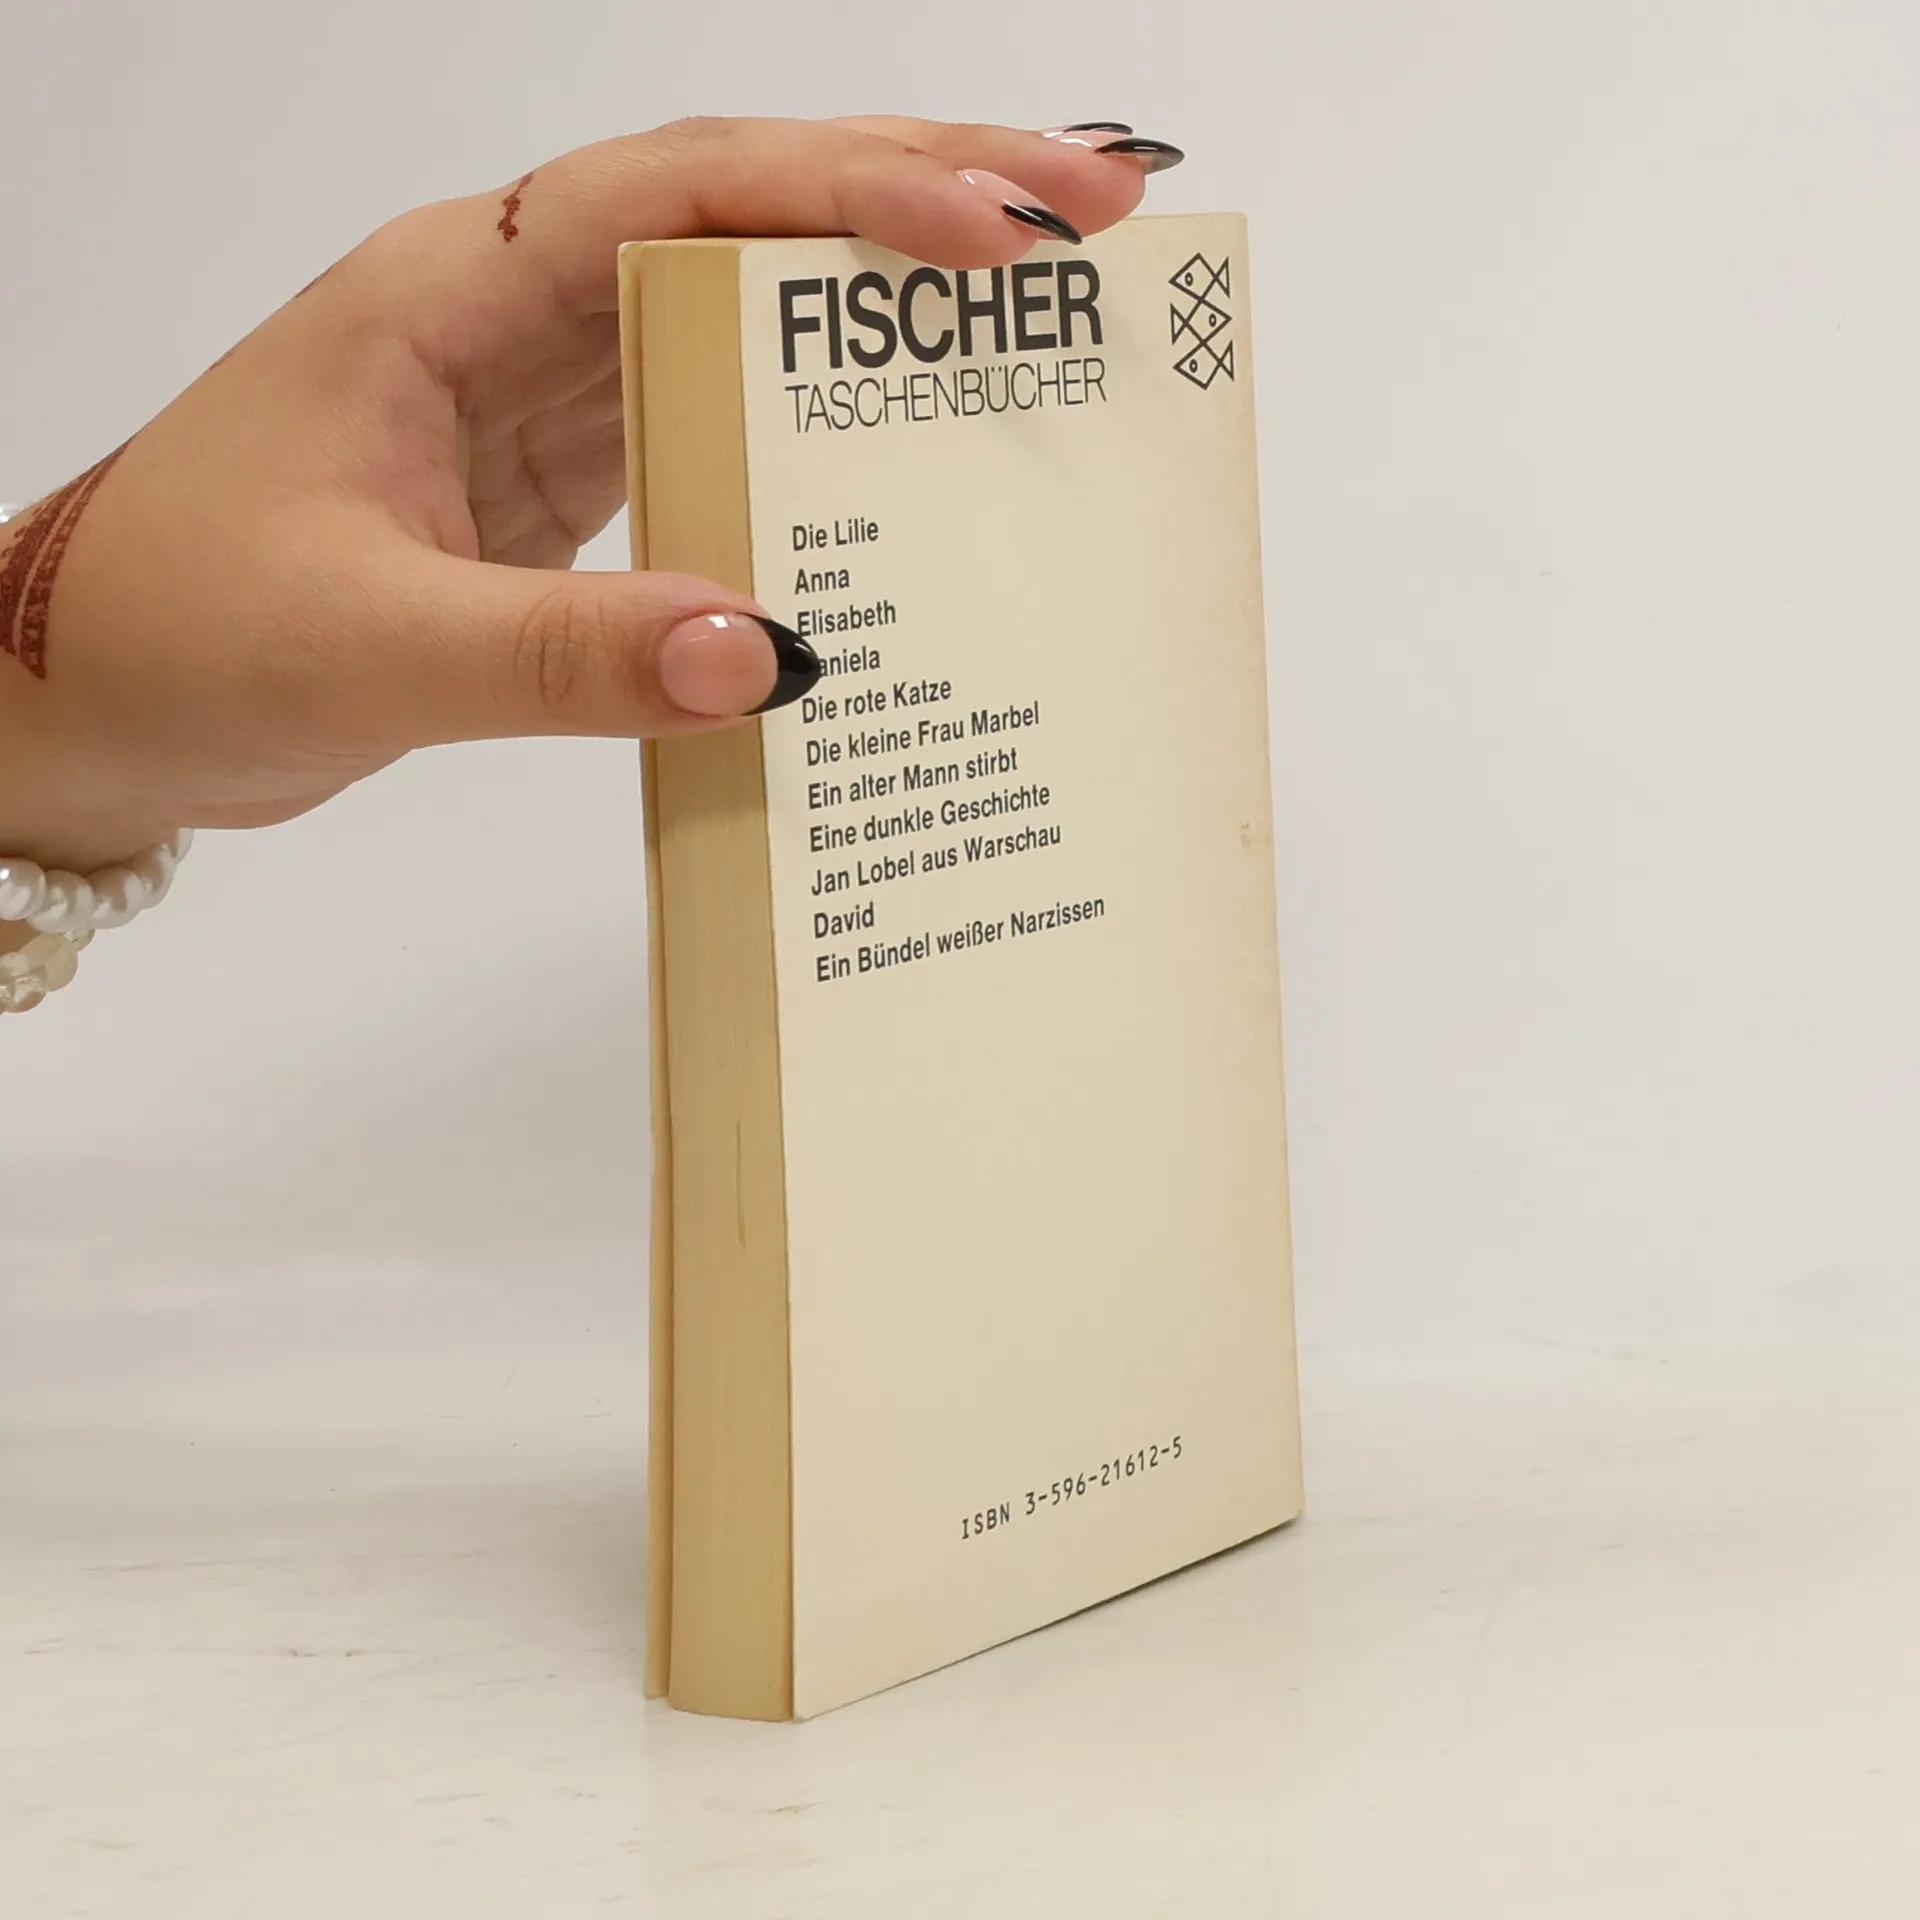 FISCHER
TASCHENBÜCHER
Die Lilie
Anna
Elisabeth
aniela
Die rote Katze
Die kleine Frau Marbel
Ein alter Mann stirbt
Eine dunkle Geschichte
Jan Lobel aus Warschau
David
Ein Bündel weißer Narzissen
ISBN 3-596-21612-5